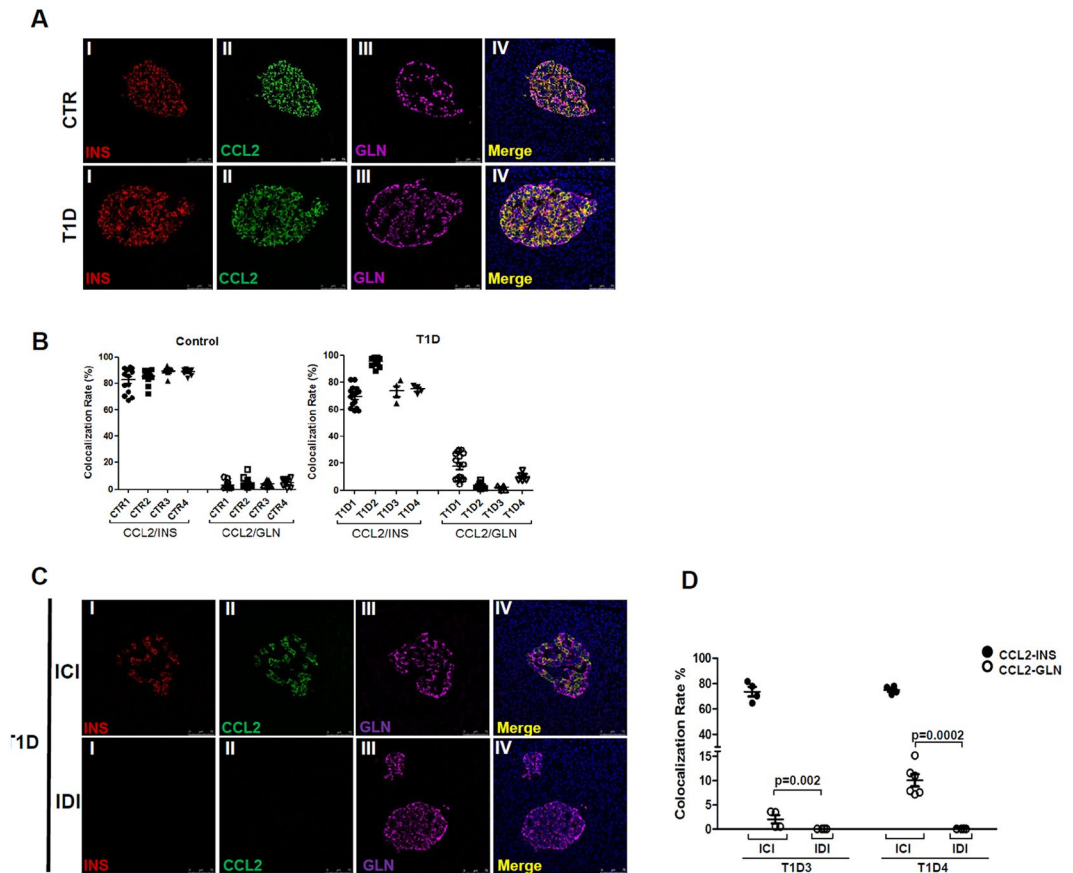 A
I II III IV
CTR
INS CCL2 GLN Merge
I II III IV
T1D
INS CCL2 GLN Merge
B
Control
Colocalization Rate (%)
100
80
60
40
20
0
CTR1 CTR2 CTR3 CTR4 CTR1 CTR2 CTR3 CTR4
CCL2/INS CCL2/GLN
T1D
Colocalization Rate (%)
100
80
60
40
20
0
T1D1 T1D2 T1D3 T1D4 T1D1 T1D2 T1D3 T1D4
CCL2/INS CCL2/GLN
C
T1D
I II III IV
ICI
INS CCL2 GLN Merge
I II III IV
IDI
INS CCL2 GLN Merge
D
CCL2-INS
CCL2-GLN
Colocalization Rate %
100
80
60
15
10
5
0
p=0.002
p=0.0002
ICI IDI ICI IDI
T1D3 T1D4